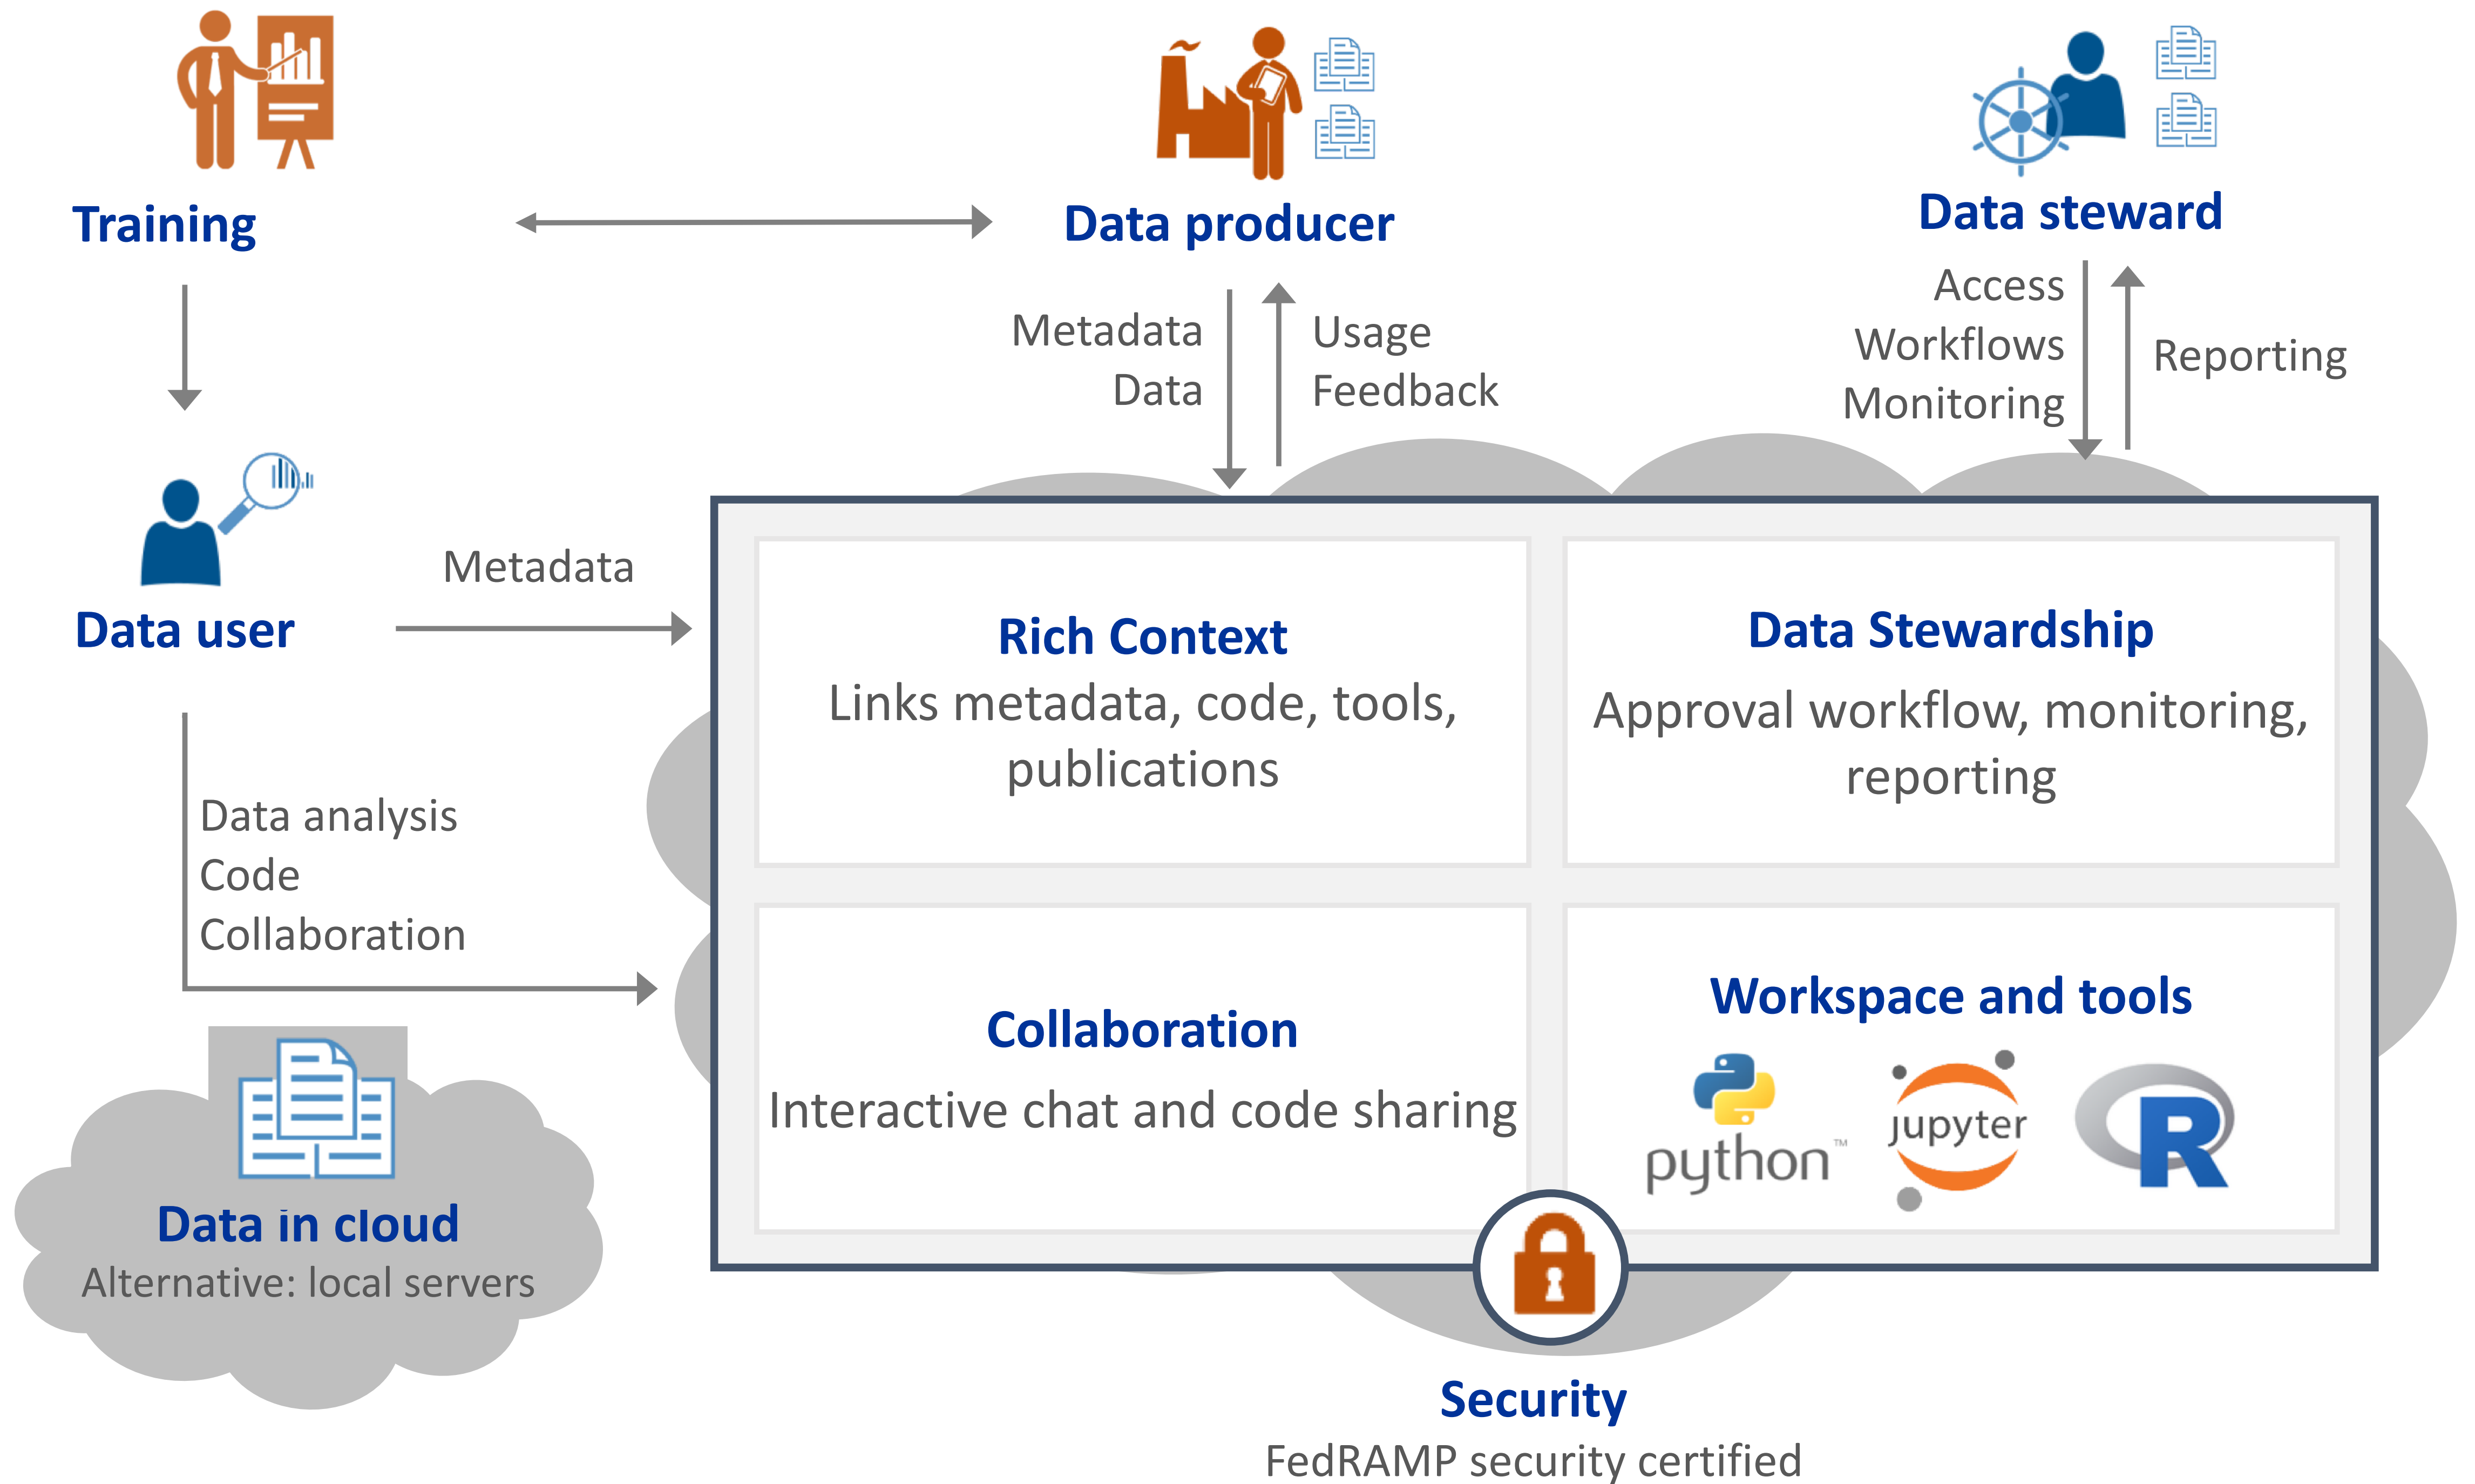 Training
Data producer
Data steward
Metadata
Data
Usage
Feedback
Access
Workflows
Monitoring
Reporting
Data user
Metadata
Data analysis
Code
Collaboration
Rich Context
Links metadata, code, tools,
publications
Data Stewardship
Approval workflow, monitoring,
reporting
Collaboration
Interactive chat and code sharing
Workspace and tools
python™
jupyter
R
Data in cloud
Alternative: local servers
Security
FedRAMP security certified